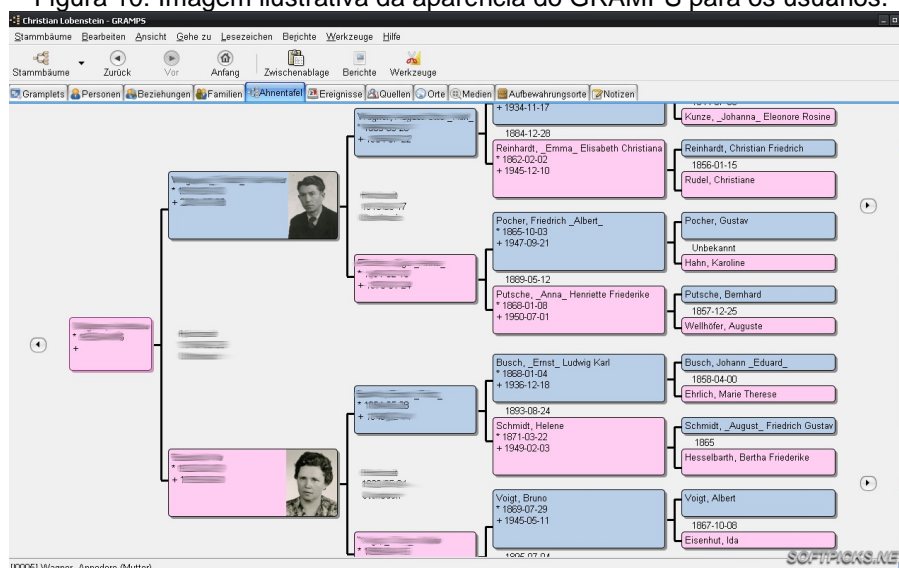 Figura 10: Imagem ilustrativa da aparência do GRAMPS para os usuários.
Christian Lobenstein - GRAMPS
Stammbäume Bearbeiten Ansicht Gehe zu Lesezeichen Berichte Werkzeuge Hilfe
Stammbäume Zurück Vor Anfang Zwischenablage Berichte Werkzeuge
Gramplets Personen Beziehungen Familien Ahnentafel Ereignisse Quellen Orte Medien Aufbewahrungsorte Notizen
+ 1934-11-17
Kunze, _Johanna_ Eleonore Rosine
1884-12-28
Reinhardt, _Emma_ Elisabeth Christiana
* 1862-02-02
+ 1945-12-10
Reinhardt, Christian Friedrich
1856-01-15
Rudel, Christiane
Pocher, Friedrich _Albert_
* 1865-10-03
+ 1947-09-21
Pocher, Gustav
Unbekannt
Hahn, Karoline
1889-05-12
Putsche, _Anna_ Henriette Friederike
* 1868-01-08
+ 1950-07-01
Putsche, Bernhard
1857-12-25
Wellhöfer, Auguste
Busch, _Ernst_ Ludwig Karl
* 1868-01-04
+ 1936-12-18
Busch, Johann _Eduard_
1858-04-00
Ehrlich, Marie Therese
1893-08-24
Schmidt, Helene
* 1871-03-22
+ 1949-02-03
Schmidt, _August_ Friedrich Gustav
1865
Hesselbarth, Bertha Friederike
Voigt, Bruno
* 1869-07-29
+ 1945-05-11
Voigt, Albert
1867-10-08
Eisenhut, Ida
1895-07-04
SOFTPICKS.NE
Wagner, Annedore (Mutter)